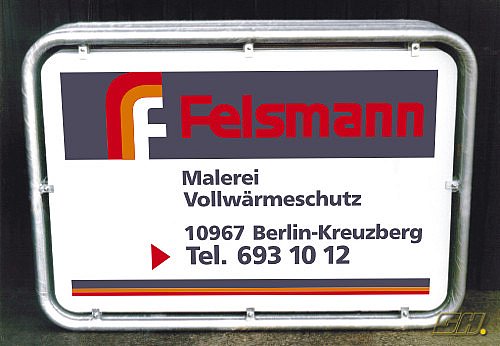 Felsmann
Malerei
Vollwärmeschutz
10967 Berlin-Kreuzberg
Tel. 693 10 12